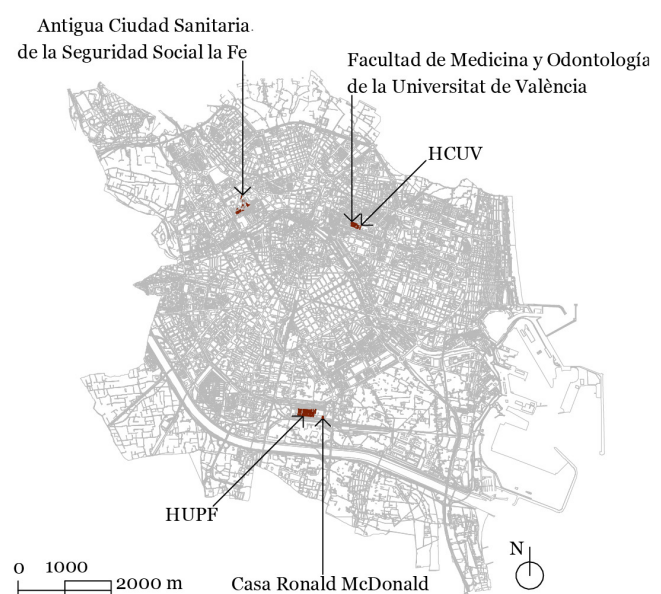 Antigua Ciudad Sanitaria
de la Seguridad Social la Fe
Facultad de Medicina y Odontología
de la Universitat de València
HCUV
HUPF
Casa Ronald McDonald
N
0 1000
2000 m